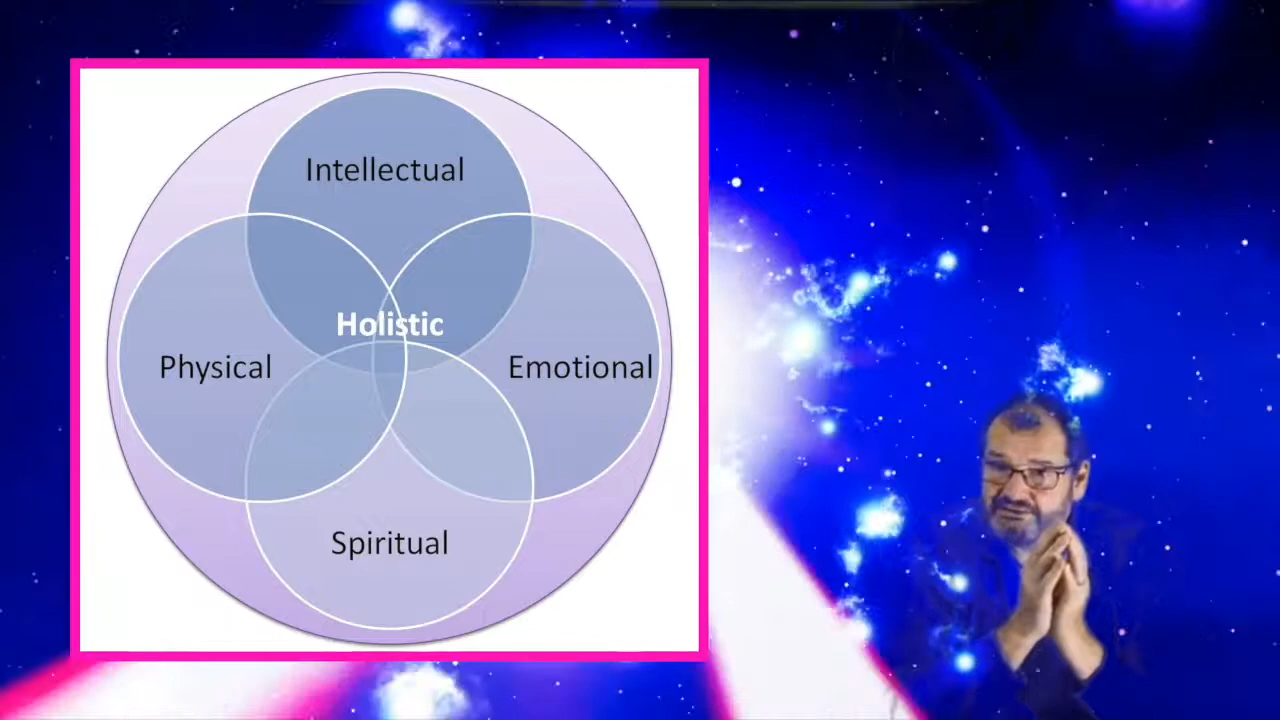 Intellectual
Holistic
Physical
Emotional
Spiritual